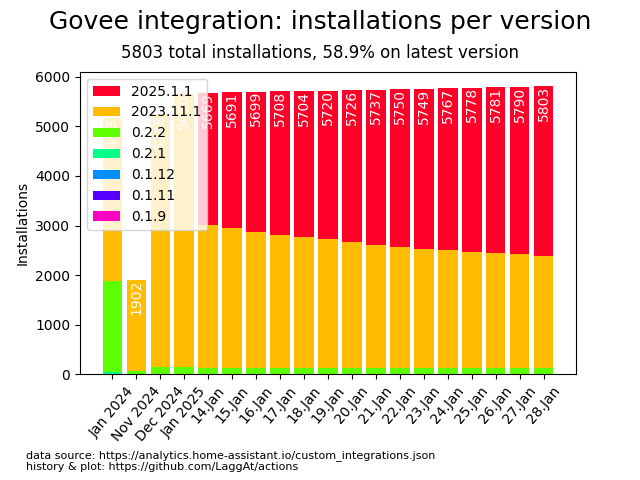 Govee integration: installations per version
5803 total installations, 58.9% on latest version
2025.1.1
2023.11.1
0.2.2
0.2.1
0.1.12
0.1.11
0.1.9
6000
5000
4000
3000
2000
1000
0
Installations
1902
5669
5691
5699
5708
5704
5720
5726
5737
5750
5749
5767
5778
5781
5790
5803
Jan 2024
Nov 2024
Dec 2024
Jan 2025
14.Jan
15.Jan
16.Jan
17.Jan
18.Jan
19.Jan
20.Jan
21.Jan
22.Jan
23.Jan
24.Jan
25.Jan
26.Jan
27.Jan
28.Jan
data source: https://analytics.home-assistant.io/custom_integrations.json
history & plot: https://github.com/LaggAt/actions